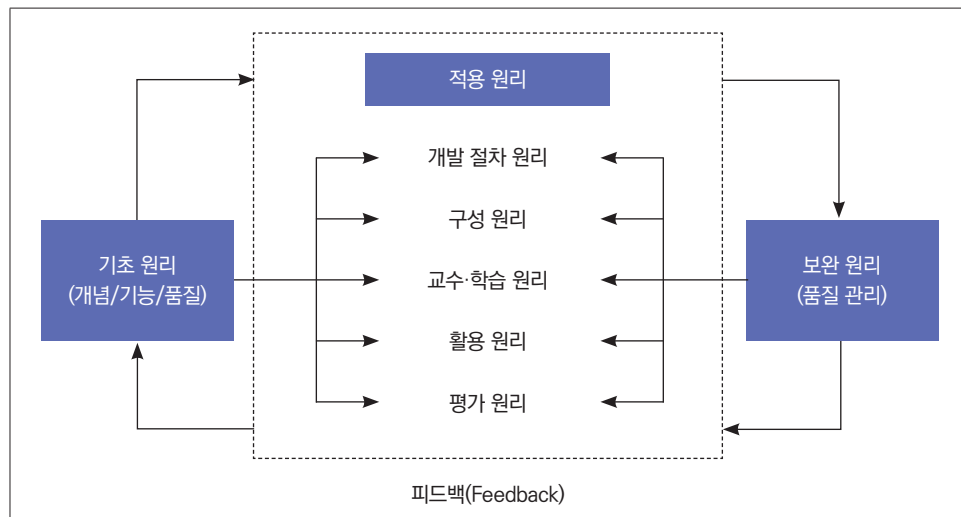 적용 원리
개발 절차 원리
구성 원리
교수·학습 원리
활용 원리
평가 원리
기초 원리
(개념/기능/품질)
보완 원리
(품질 관리)
피드백(Feedback)